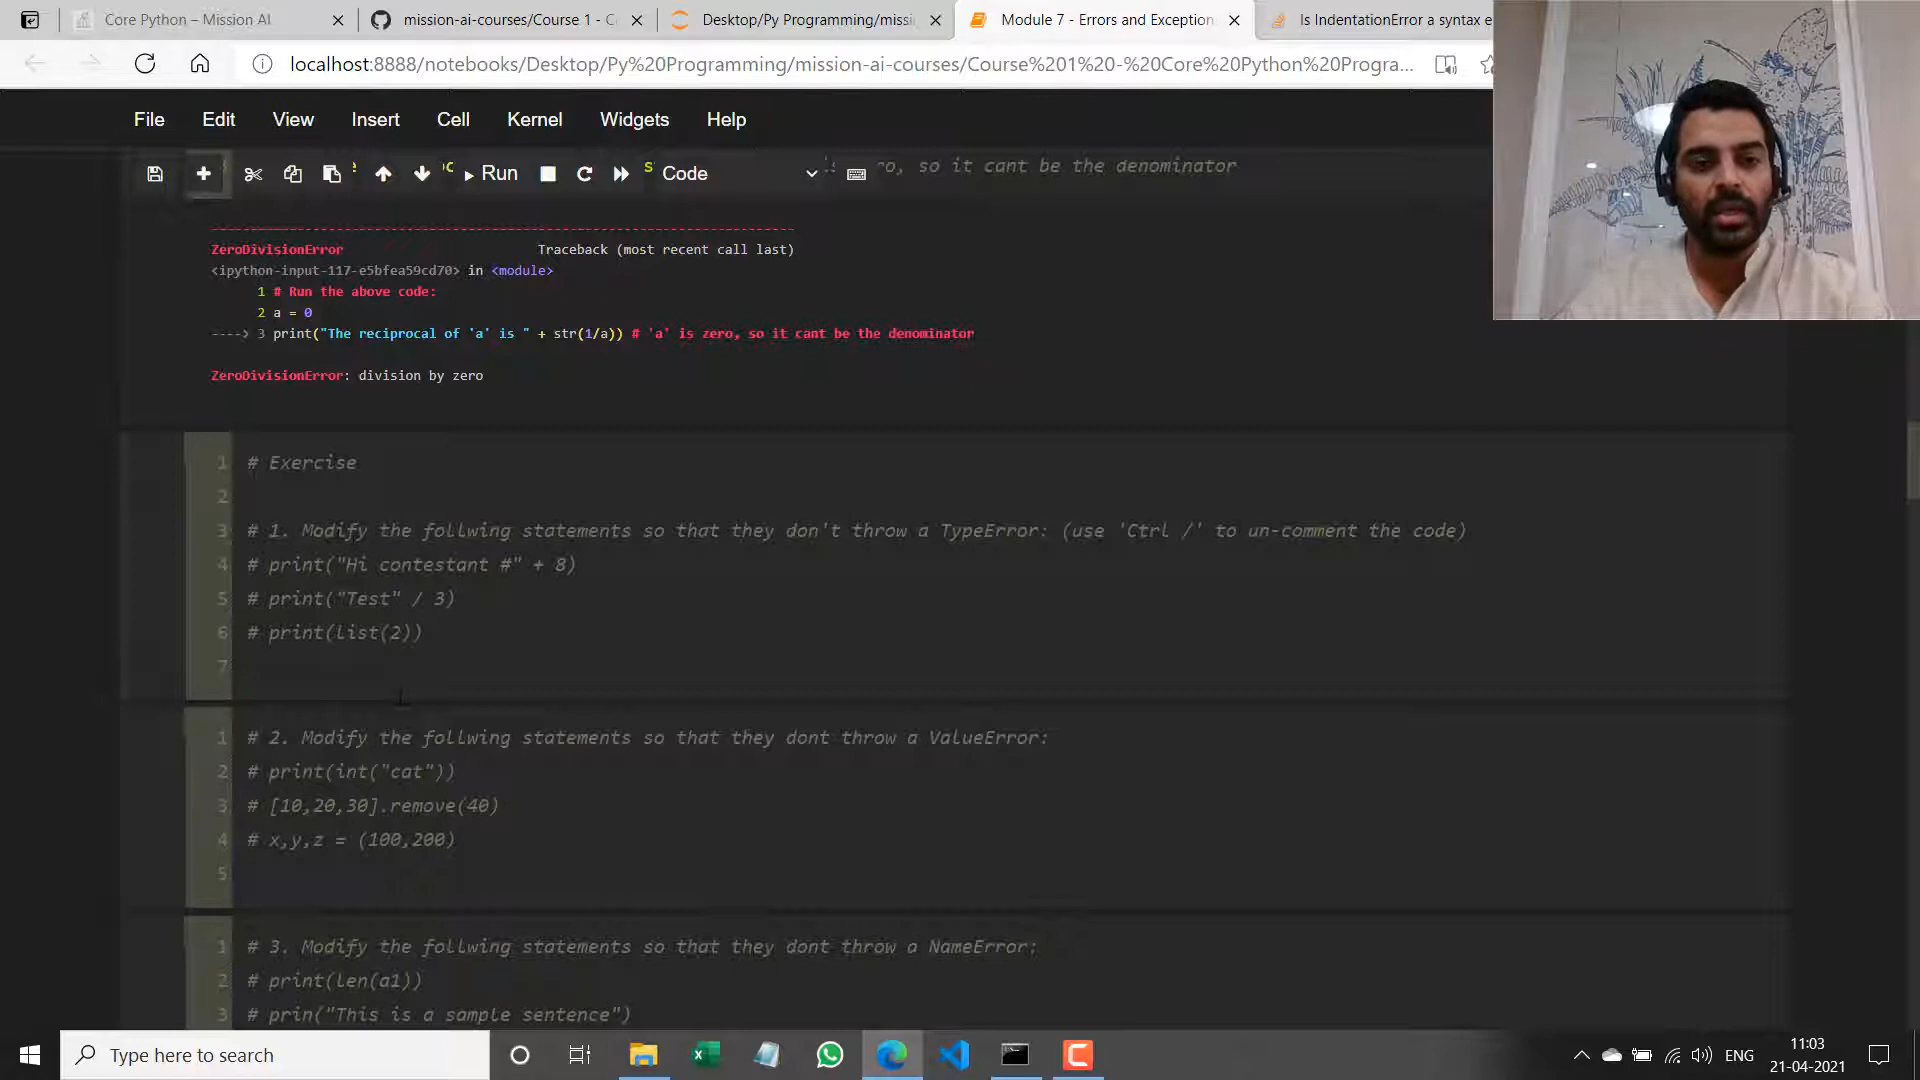 Core Python – Mission AI
mission-ai-courses/Course 1 - C
Desktop/Py Programming/missi
Module 7 - Errors and Exception
Is IndentationError a syntax e
localhost:8888/notebooks/Desktop/Py%20Programming/mission-ai-courses/Course%201%20-%20Core%20Python%20Progra...
File Edit View Insert Cell Kernel Widgets Help
Run Code
ro, so it cant be the denominator
ZeroDivisionError Traceback (most recent call last)
<ipython-input-117-e5bfea59cd70> in <module>
1 # Run the above code:
2 a = 0
----> 3 print("The reciprocal of 'a' is " + str(1/a)) # 'a' is zero, so it cant be the denominator
ZeroDivisionError: division by zero
1 # Exercise
2
3 # 1. Modify the follwing statements so that they don't throw a TypeError: (use 'Ctrl /' to un-comment the code)
4 # print("Hi contestant #" + 8)
5 # print("Test" / 3)
6 # print(list(2))
7
1 # 2. Modify the follwing statements so that they dont throw a ValueError:
2 # print(int("cat"))
3 # [10,20,30].remove(40)
4 # x,y,z = (100,200)
5
1 # 3. Modify the follwing statements so that they dont throw a NameError:
2 # print(len(a1))
3 # prin("This is a sample sentence")
Type here to search
ENG
11:03
21-04-2021